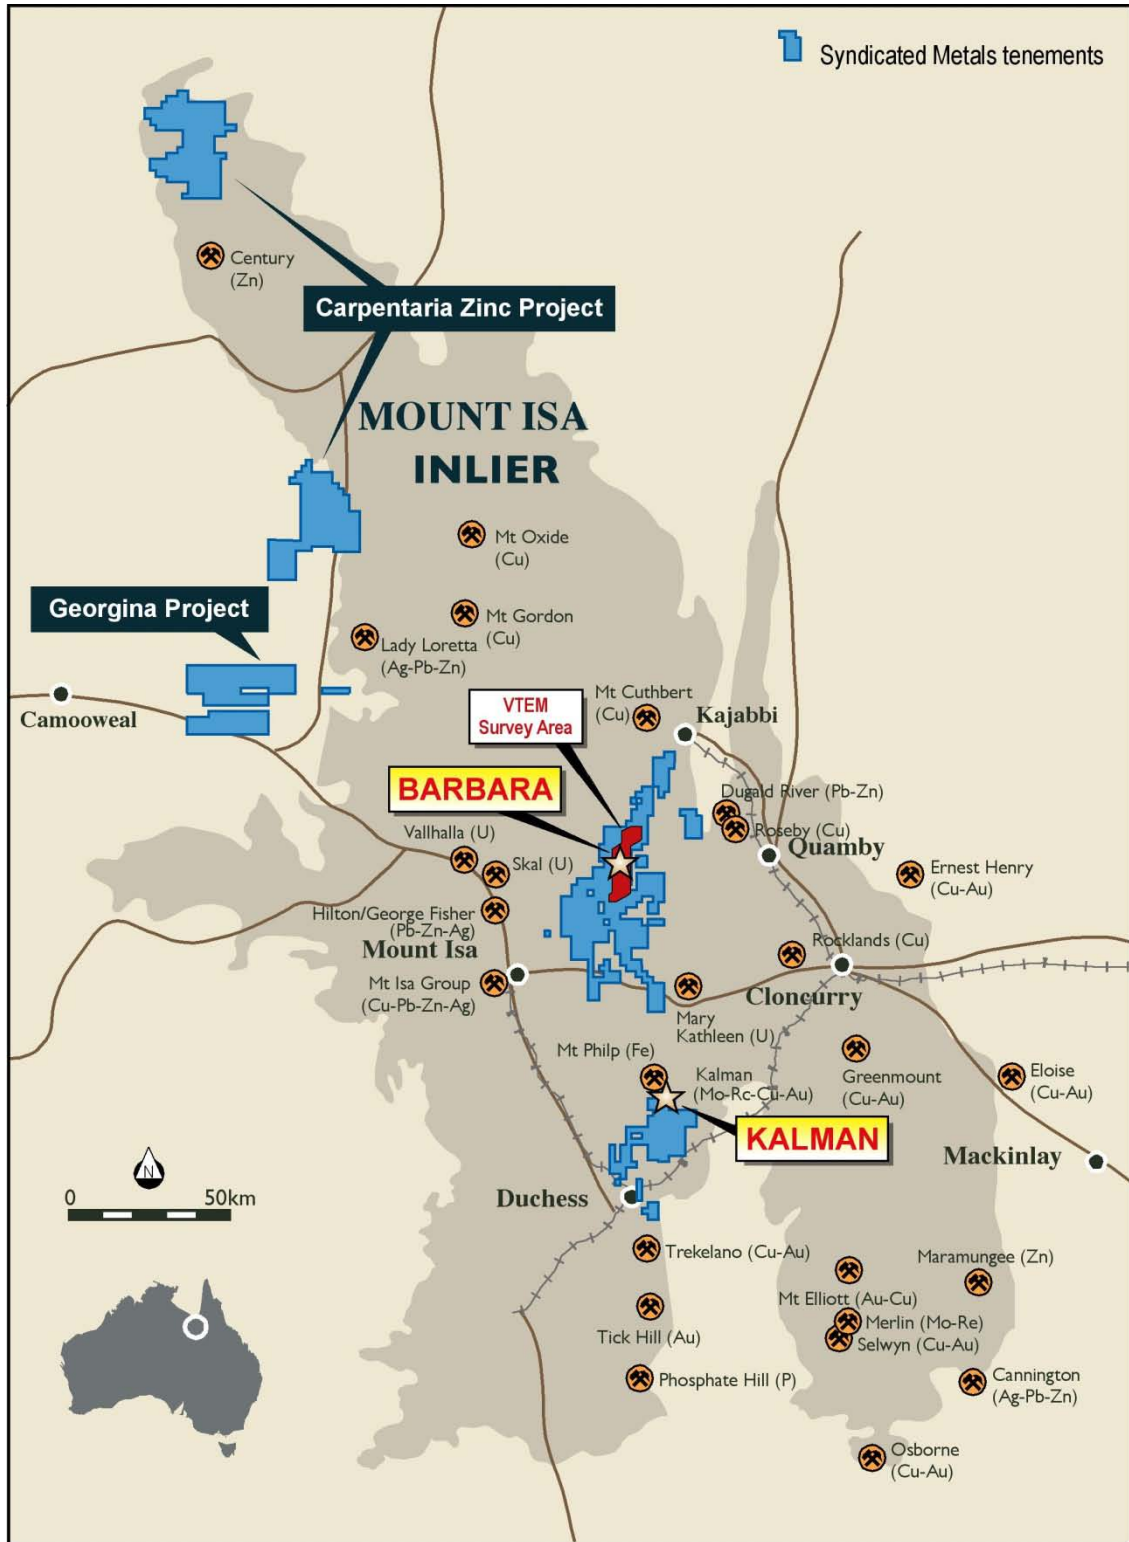 Syndicated Metals tenements
Century
(Zn)
Carpentaria Zinc Project
MOUNT ISA
INLIER
Mt Oxide
(Cu)
Georgina Project
Mt Gordon
(Cu)
Lady Loretta
(Ag-Pb-Zn)
Camooweal
VTEM
Survey Area
Mt Cuthbert
(Cu)
Kajabbi
BARBARA
Dugald River (Pb-Zn)
Roseby (Cu)
Vallhalla (U)
Skal (U)
Quamby
Ernest Henry
(Cu-Au)
Hilton/George Fisher
(Pb-Zn-Ag)
Mount Isa
Mt Isa Group
(Cu-Pb-Zn-Ag)
Rocklands (Cu)
Cloncurry
Mary
Kathleen (U)
Mt Philp (Fe)
Kalman
(Mo-Rc-Cu-Au)
Greenmount
(Cu-Au)
Eloise
(Cu-Au)
KALMAN
Mackinlay
N
0 50km
Duchess
Trekelano (Cu-Au)
Maramungee (Zn)
Mt Elliott (Au-Cu)
Merlin (Mo-Re)
Selwyn (Cu-Au)
Tick Hill (Au)
Phosphate Hill (P)
Cannington
(Ag-Pb-Zn)
Osborne
(Cu-Au)